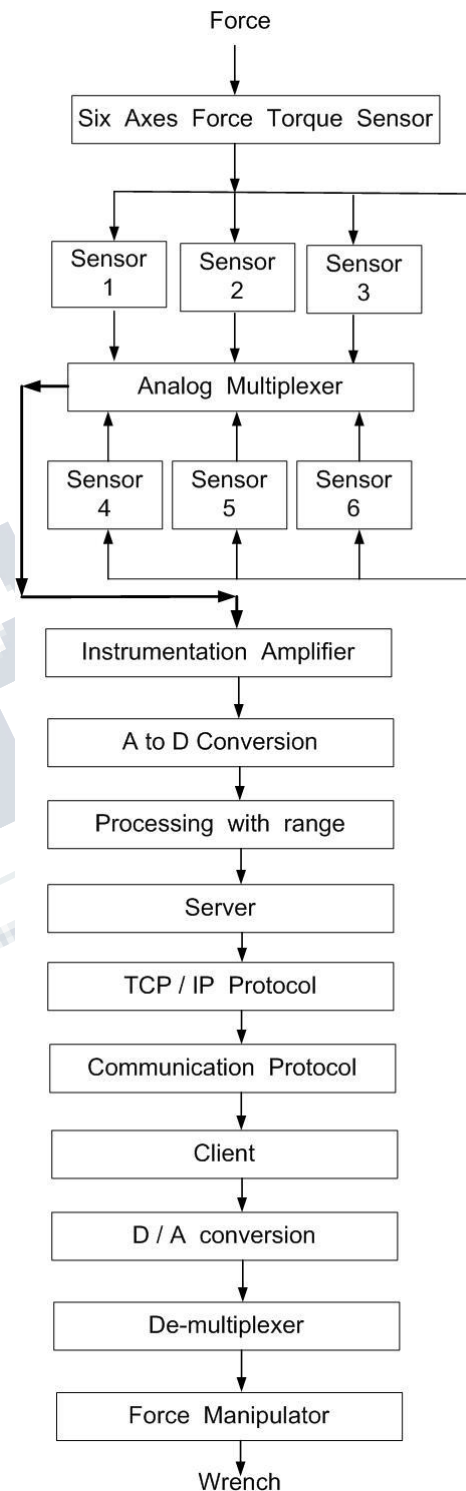 Force
Six Axes Force Torque Sensor
Sensor
1
Sensor
2
Sensor
3
Analog Multiplexer
Sensor
4
Sensor
5
Sensor
6
Instrumentation Amplifier
A to D Conversion
Processing with range
Server
TCP / IP Protocol
Communication Protocol
Client
D / A conversion
De-multiplexer
Force Manipulator
Wrench